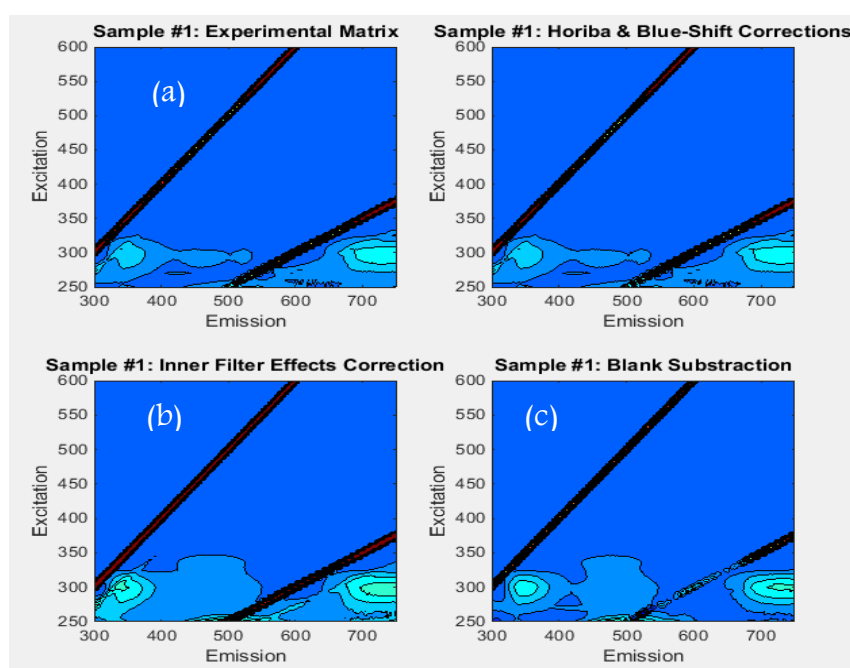 Sample #1: Experimental Matrix
600
550
500
450
400
350
300
250
300 400 500 600 700
Excitation
Emission
(a)
Sample #1: Horiba & Blue-Shift Corrections
600
550
500
450
400
350
300
250
300 400 500 600 700
Excitation
Emission
Sample #1: Inner Filter Effects Correction
600
550
500
450
400
350
300
250
300 400 500 600 700
Excitation
Emission
(b)
Sample #1: Blank Substraction
600
550
500
450
400
350
300
250
300 400 500 600 700
Excitation
Emission
(c)